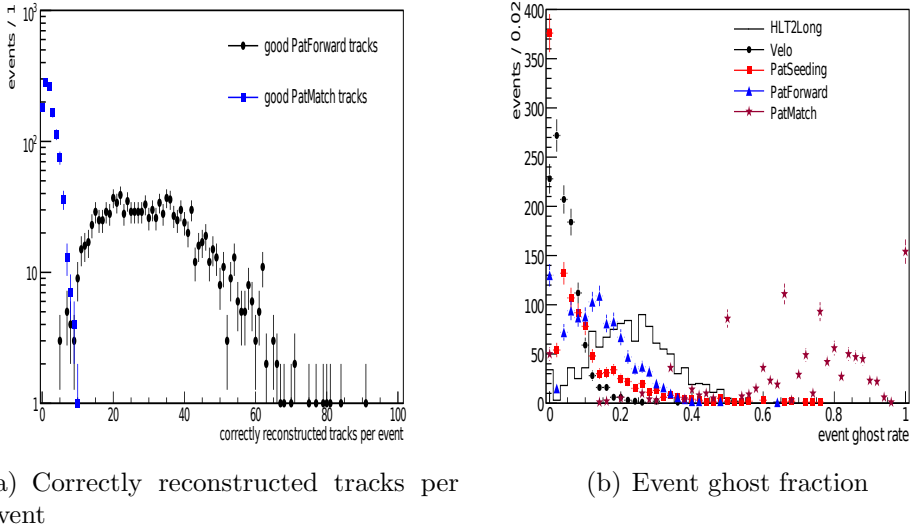 events / 1
10³
10²
10
1
good PatForward tracks
good PatMatch tracks
0 20 40 60 80 100
correctly reconstructed tracks per event
events / 0.02
400
350
300
250
200
150
100
50
0
HLT2Long
Velo
PatSeeding
PatForward
PatMatch
0 0.2 0.4 0.6 0.8 1
event ghost rate
a) Correctly reconstructed tracks per
vent
(b) Event ghost fraction